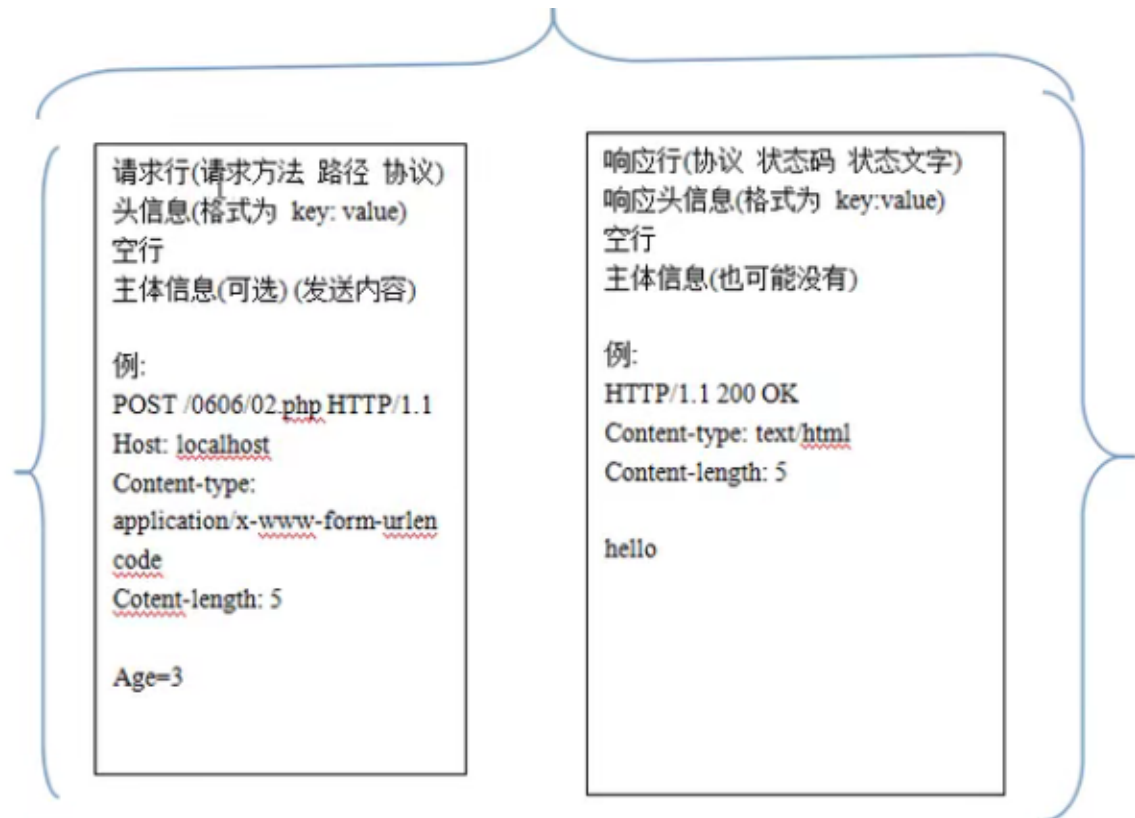 请求行(请求方法 路径 协议)
头信息(格式为 key: value)
空行
主体信息(可选) (发送内容)
例:
POST /0606/02.php HTTP/1.1
Host: localhost
Content-type:
application/x-www-form-urlen
code
Cotent-length: 5
Age=3
响应行(协议 状态码 状态文字)
响应头信息(格式为 key:value)
空行
主体信息(也可能没有)
例:
HTTP/1.1 200 OK
Content-type: text/html
Content-length: 5
hello